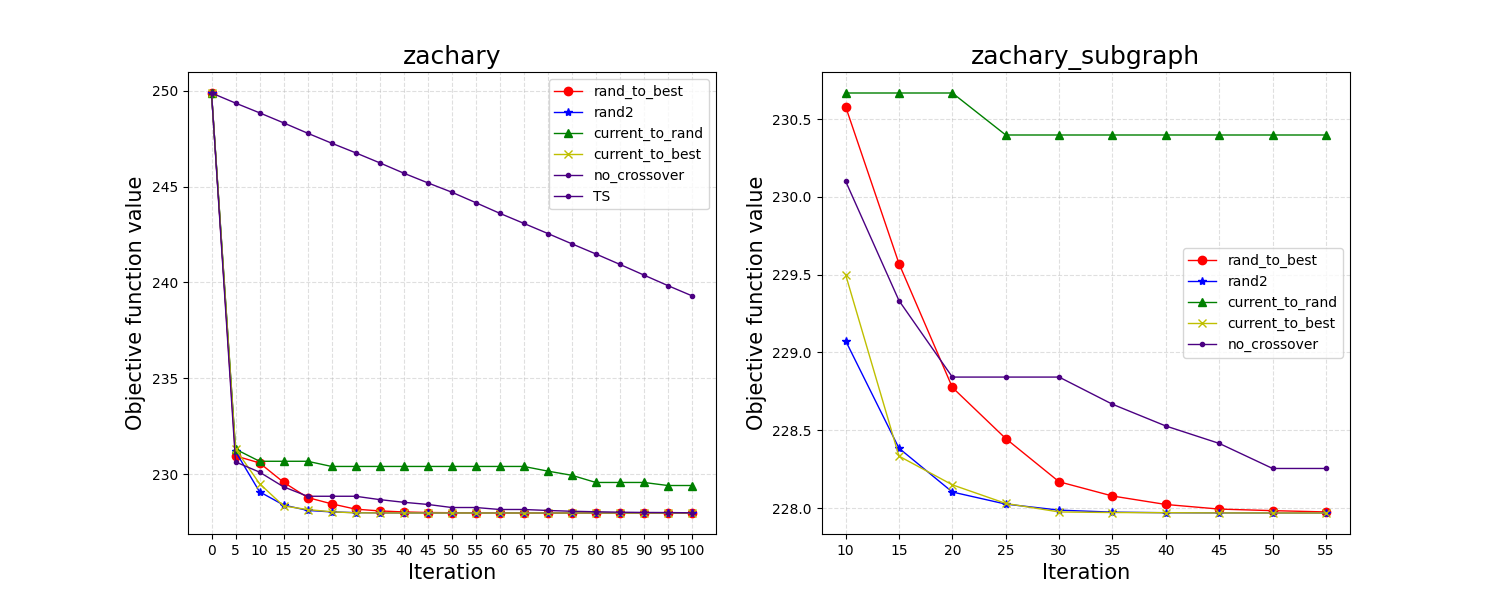 zachary
Objective function value
250
245
240
235
230
rand_to_best
rand2
current_to_rand
current_to_best
no_crossover
TS
0 5 10 15 20 25 30 35 40 45 50 55 60 65 70 75 80 85 90 95 100
Iteration
zachary_subgraph
Objective function value
230.5
230.0
229.5
229.0
228.5
228.0
rand_to_best
rand2
current_to_rand
current_to_best
no_crossover
10 15 20 25 30 35 40 45 50 55
Iteration